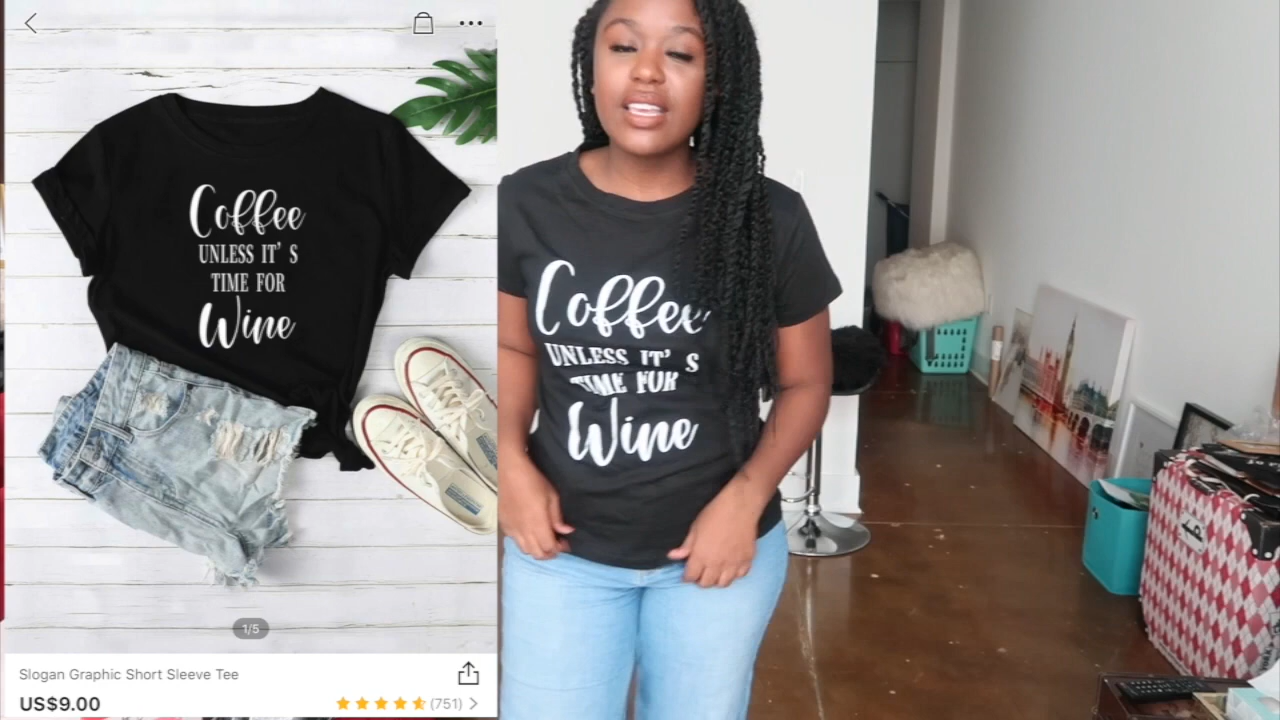 Coffee
UNLESS IT' S
TIME FOR
Wine
1/5
Slogan Graphic Short Sleeve Tee
US$9.00
(751)
Coffee
UNLESS IT' S
TIME FOR
Wine